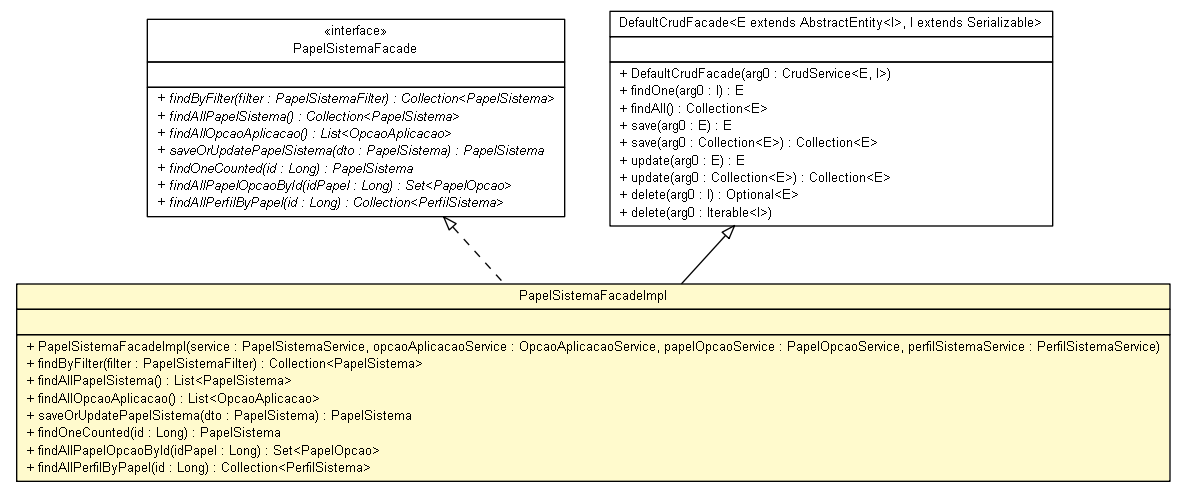 «interface»
PapelSistemaFacade
+ findByFilter(filter : PapelSistemaFilter) : Collection<PapelSistema>
+ findAllPapelSistema() : Collection<PapelSistema>
+ findAllOpcaoAplicacao() : List<OpcaoAplicacao>
+ saveOrUpdatePapelSistema(dto : PapelSistema) : PapelSistema
+ findOneCounted(id : Long) : PapelSistema
+ findAllPapelOpcaoById(idPapel : Long) : Set<PapelOpcao>
+ findAllPerfilByPapel(id : Long) : Collection<PerfilSistema>
DefaultCrudFacade<E extends AbstractEntity<I>, I extends Serializable>
+ DefaultCrudFacade(arg0 : CrudService<E, I>)
+ findOne(arg0 : I) : E
+ findAll() : Collection<E>
+ save(arg0 : E) : E
+ save(arg0 : Collection<E>) : Collection<E>
+ update(arg0 : E) : E
+ update(arg0 : Collection<E>) : Collection<E>
+ delete(arg0 : I) : Optional<E>
+ delete(arg0 : Iterable<I>)
PapelSistemaFacadeImpl
+ PapelSistemaFacadeImpl(service : PapelSistemaService, opcaoAplicacaoService : OpcaoAplicacaoService, papelOpcaoService : PapelOpcaoService, perfilSistemaService : PerfilSistemaService)
+ findByFilter(filter : PapelSistemaFilter) : Collection<PapelSistema>
+ findAllPapelSistema() : List<PapelSistema>
+ findAllOpcaoAplicacao() : List<OpcaoAplicacao>
+ saveOrUpdatePapelSistema(dto : PapelSistema) : PapelSistema
+ findOneCounted(id : Long) : PapelSistema
+ findAllPapelOpcaoById(idPapel : Long) : Set<PapelOpcao>
+ findAllPerfilByPapel(id : Long) : Collection<PerfilSistema>